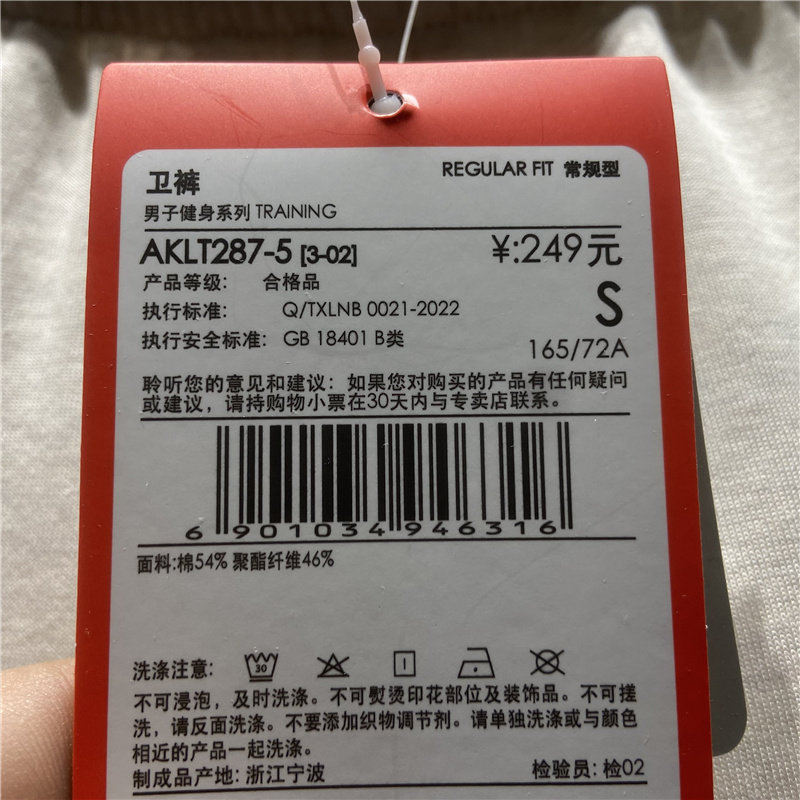 卫裤
REGULAR FIT 常规型
男子健身系列 TRAINING
AKLT287-5 [3-02]
¥:249元
产品等级: 合格品
执行标准: Q/TXLNB 0021-2022
S
执行安全标准: GB 18401 B类
165/72A
聆听您的意见和建议：如果您对购买的产品有任何疑问
或建议，请持购物小票在30天内与专卖店联系。
6 901034 946316
面料:棉54% 聚酯纤维46%
洗涤注意:
30
不可浸泡，及时洗涤。不可熨烫印花部位及装饰品。不可搓
洗，请反面洗涤。不要添加织物调节剂。请单独洗涤或与颜色
相近的产品一起洗涤。
制成品产地: 浙江宁波
检验员: 检02